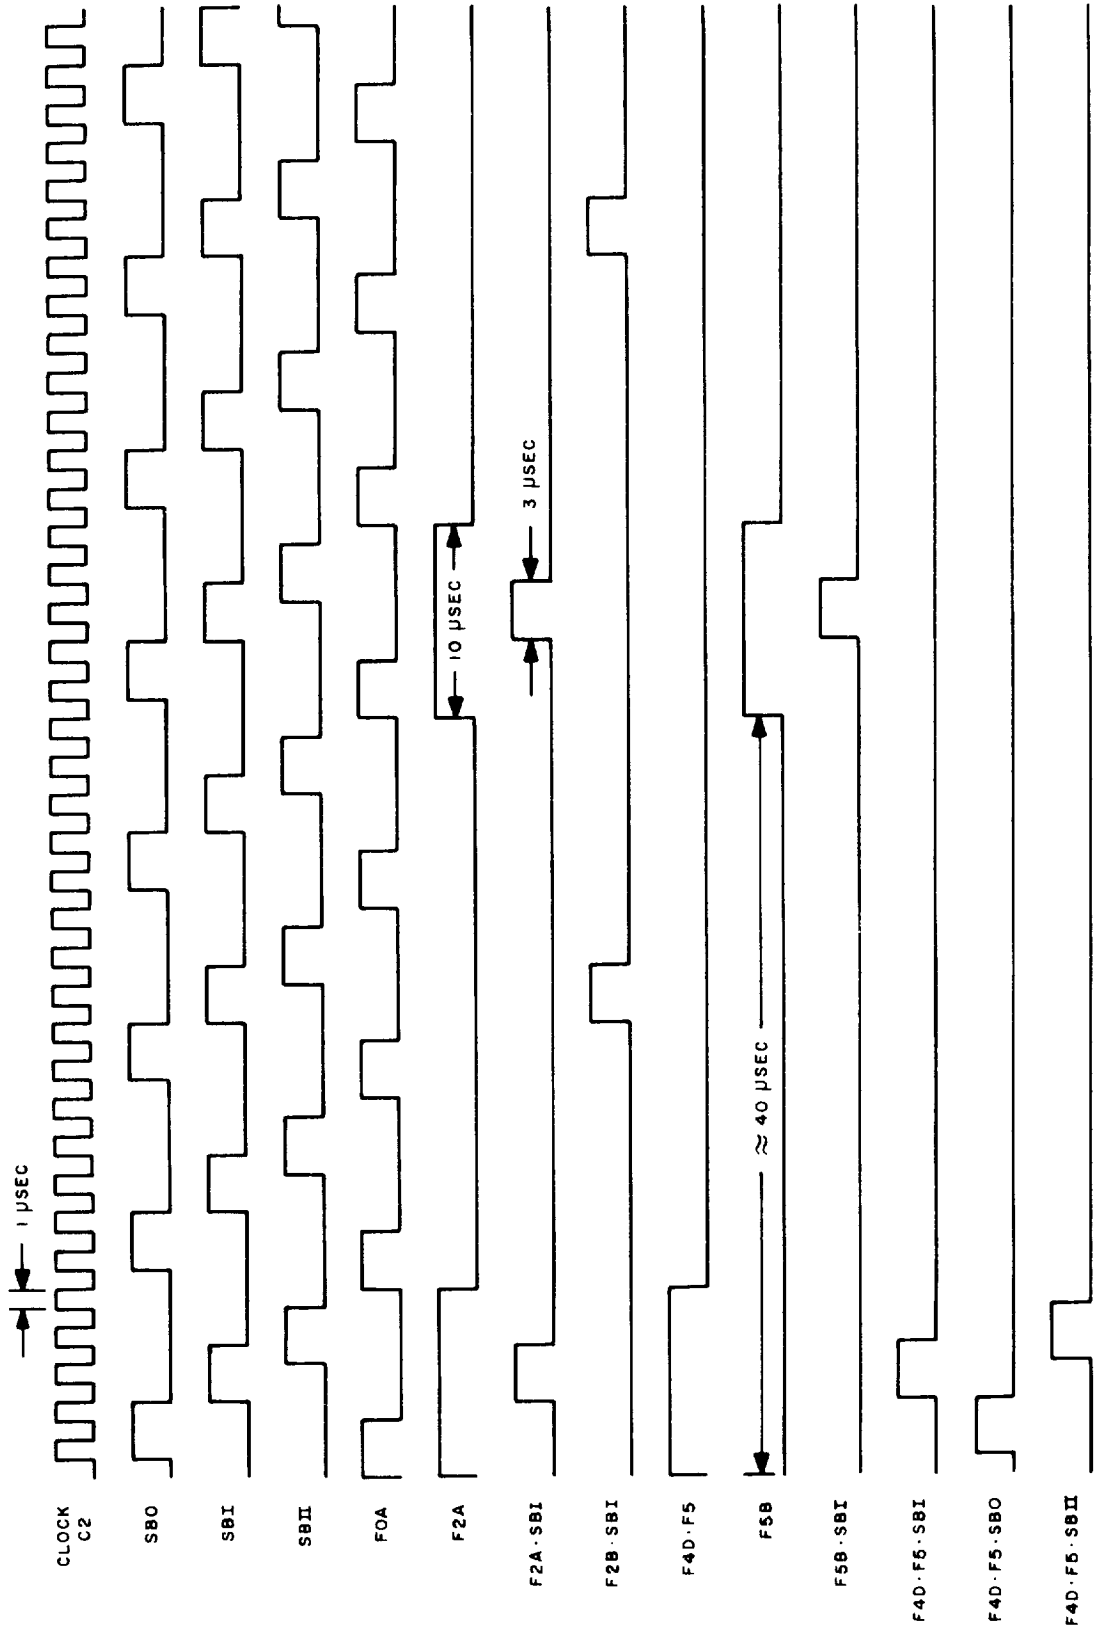 1 µSEC
CLOCK
C2
SBO
SBI
SBII
FOA
F2A
10 µSEC
F2A·SBI
3 µSEC
F2B·SBI
F4D·F5
F5B
≈ 40 µSEC
F5B·SBI
F4D·F5·SBI
F4D·F5·SBO
F4D·F5·SBII